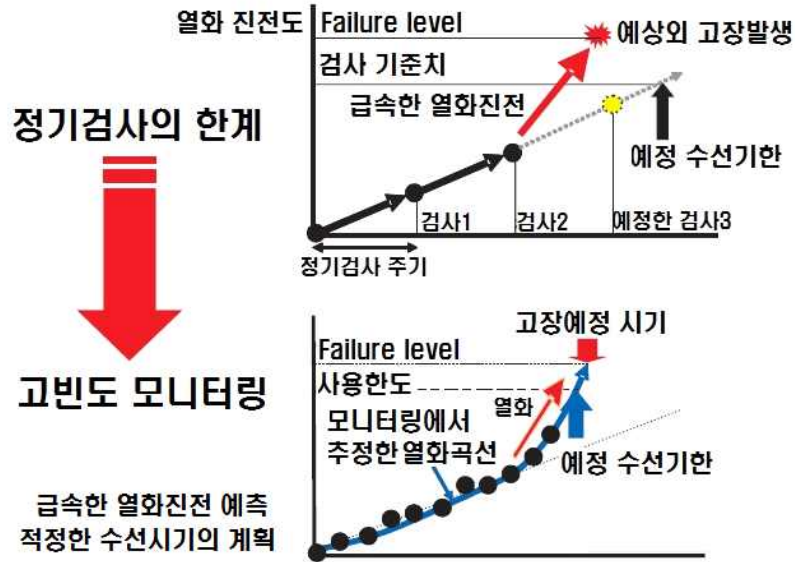 열화 진전도
Failure level
예상외 고장발생
검사 기준치
급속한 열화진전
정기검사의 한계
예정 수선기한
검사1
검사2
예정한 검사3
정기검사 주기
고장예정 시기
Failure level
사용한도
열화
고빈도 모니터링
모니터링에서
추정한 열화곡선
예정 수선기한
급속한 열화진전 예측
적정한 수선시기의 계획